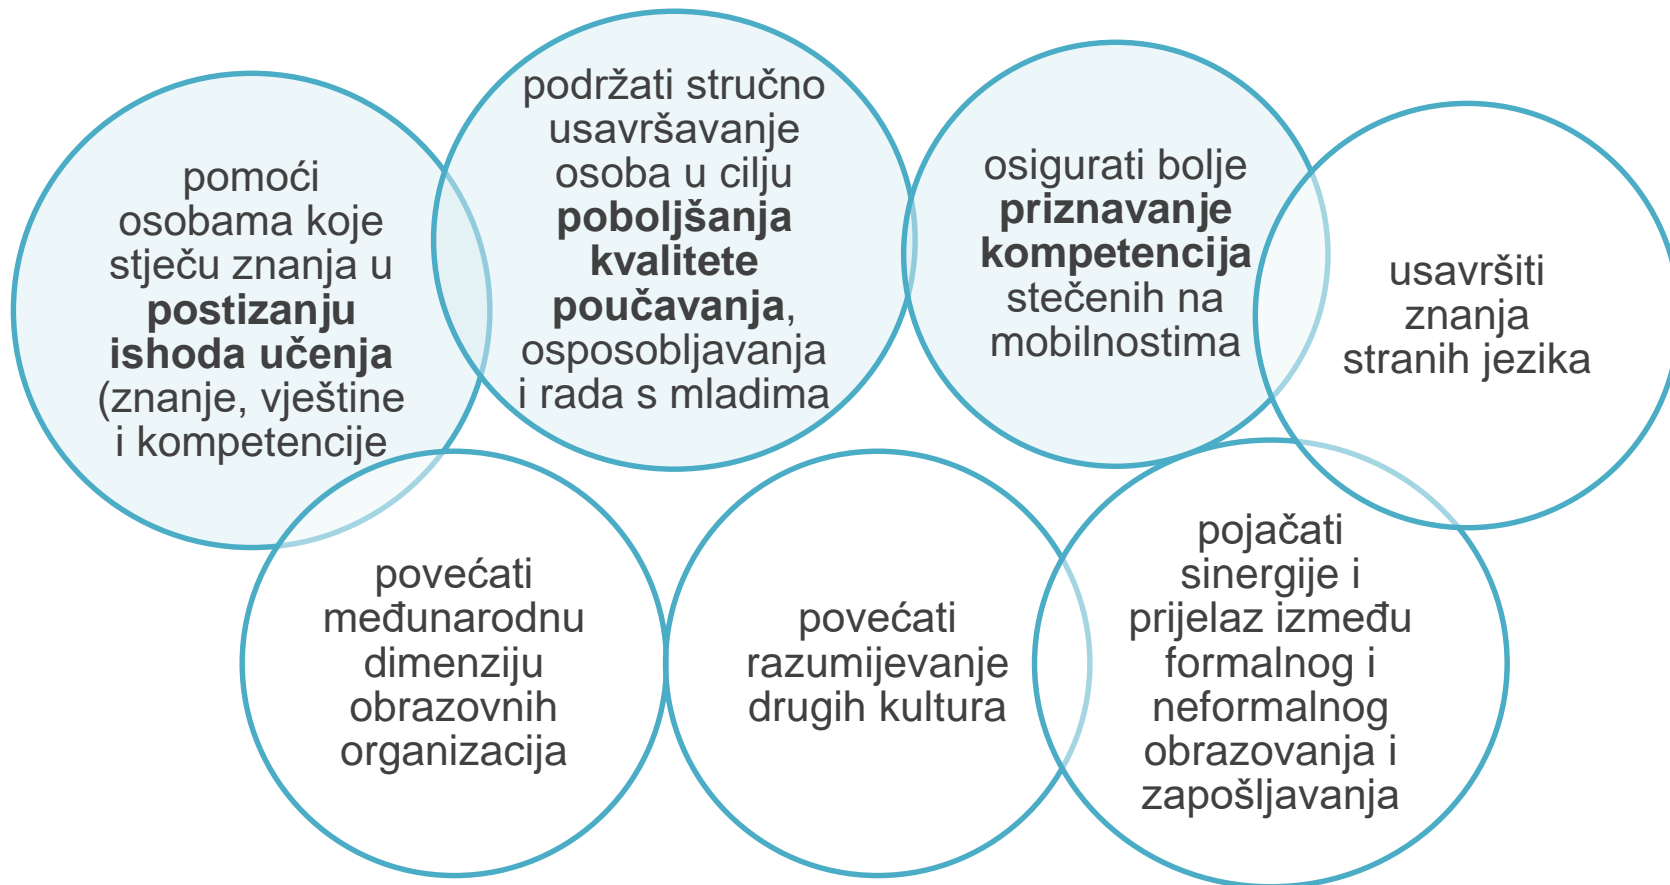 pomoći
osobama koje
stječu znanja u
postizanju
ishoda učenja
(znanje, vještine
i kompetencije
podržati stručno
usavršavanje
osoba u cilju
poboljšanja
kvalitete
poučavanja,
osposobljavanja
i rada s mladima
osigurati bolje
priznavanje
kompetencija
stečenih na
mobilnostima
usavršiti
znanja
stranih jezika
povećati
međunarodnu
dimenziju
obrazovnih
organizacija
povećati
razumijevanje
drugih kultura
pojačati
sinergije i
prijelaz između
formalnog i
neformalnog
obrazovanja i
zapošljavanja